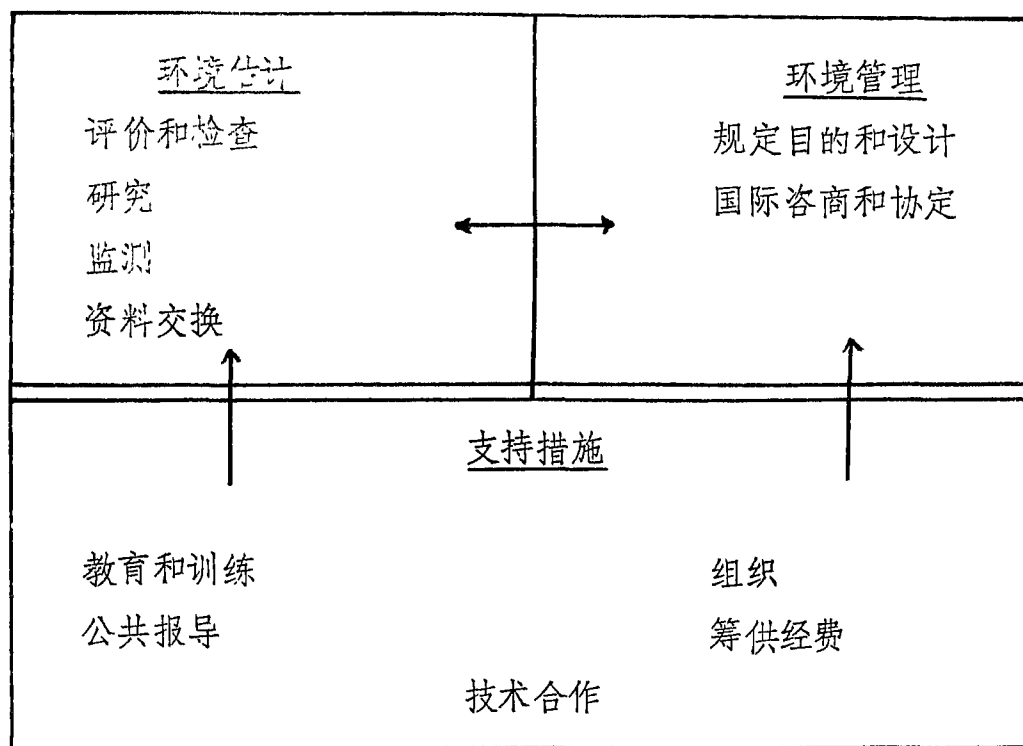 环境估计
评价和检查
研究
监测
资料交换
环境管理
规定目的和设计
国际咨商和协定
支持措施
教育和训练
公共报导
组织
筹供经费
技术合作